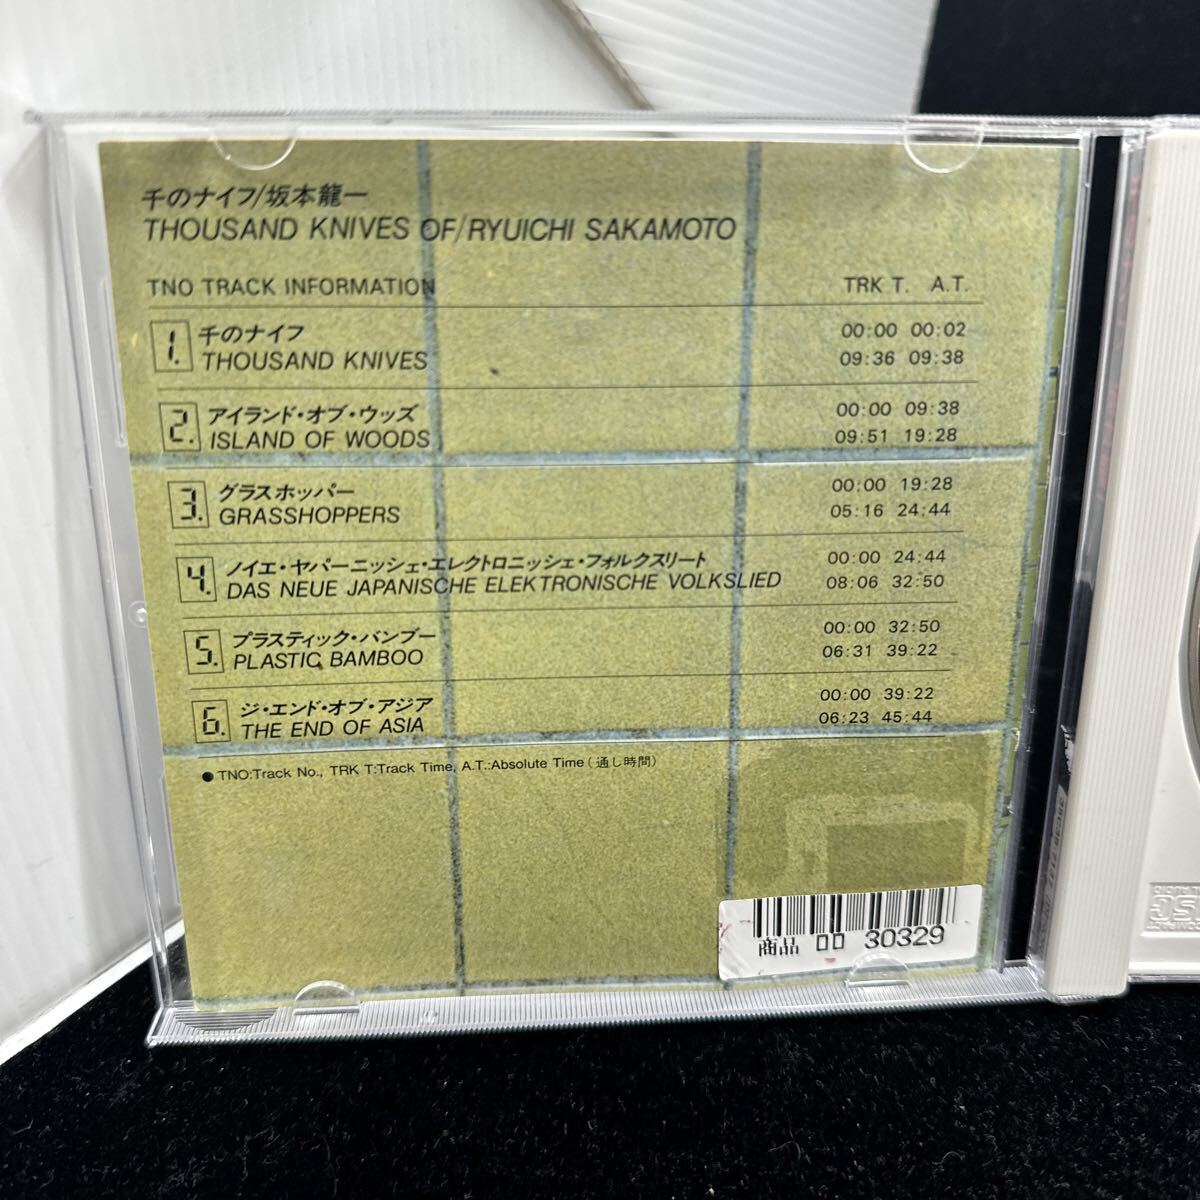 千のナイフ/坂本龍一
THOUSAND KNIVES OF/RYUICHI SAKAMOTO
TNO TRACK INFORMATION TRK T. A.T.
1. 千のナイフ 00:00 00:02
THOUSAND KNIVES 09:36 09:38
2. アイランド・オブ・ウッズ 00:00 09:38
ISLAND OF WOODS 09:51 19:28
3. グラスホッパー 00:00 19:28
GRASSHOPPERS 05:16 24:44
4. ノイエ・ヤパーニッシェ・エレクトロニッシェ・フォルクスリート 00:00 24:44
DAS NEUE JAPANISCHE ELEKTRONISCHE VOLKSLIED 08:06 32:50
5. プラスティック・バンブー 00:00 32:50
PLASTIC BAMBOO 06:31 39:22
6. ジ・エンド・オブ・アジア 00:00 39:22
THE END OF ASIA 06:23 45:44
●TNO:Track No., TRK T:Track Time, A.T.:Absolute Time(通し時間)
商品 00 30329